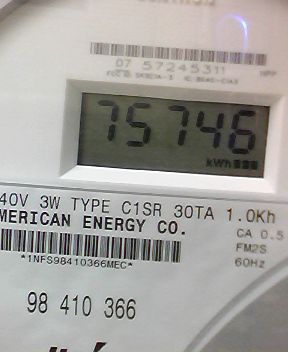 07 57245311
75746
kWh
40V 3W TYPE C1SR 30TA 1.0Kh
MERICAN ENERGY CO.
CA 0.5
FM2S
*1NFS98410366MEC*
60Hz
98 410 366